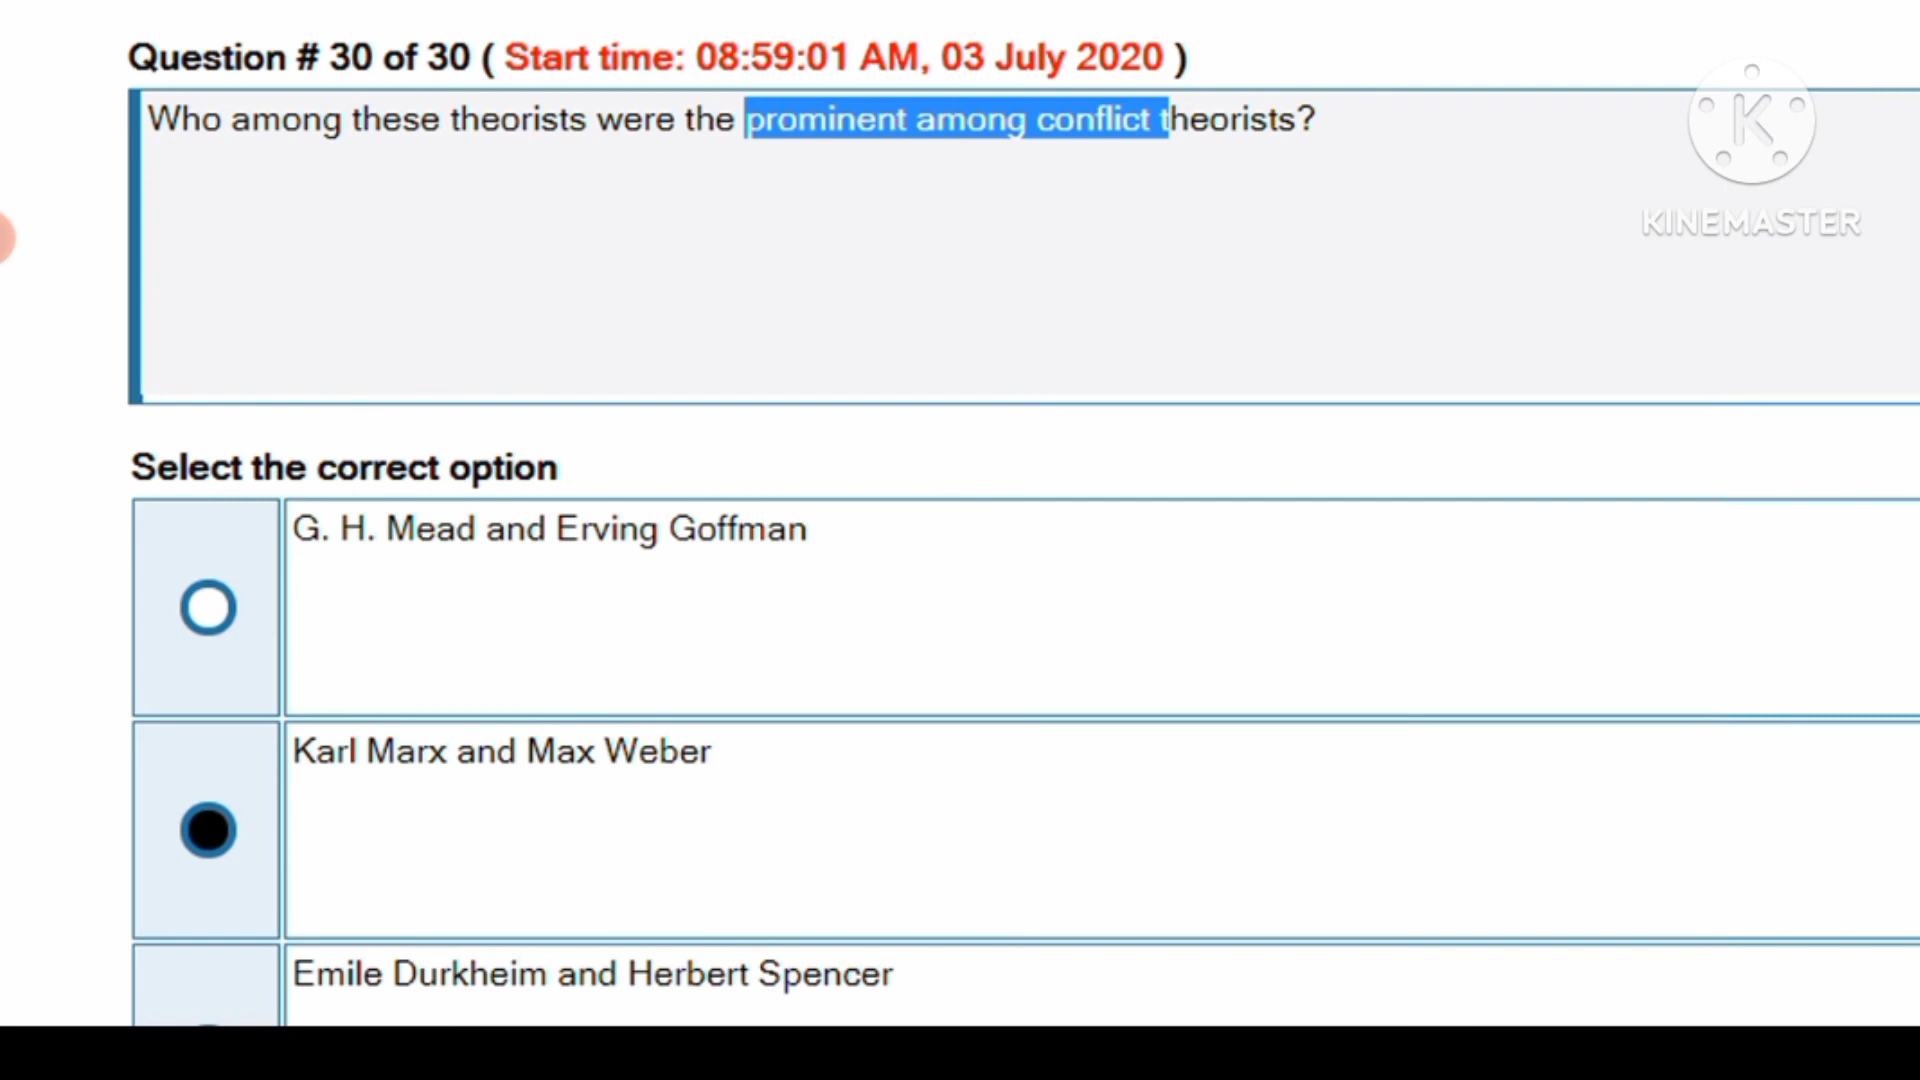 Question # 30 of 30 ( Start time: 08:59:01 AM, 03 July 2020 )
Who among these theorists were the prominent among conflict theorists?
K
KINEMASTER
Select the correct option
G. H. Mead and Erving Goffman
Karl Marx and Max Weber
Emile Durkheim and Herbert Spencer